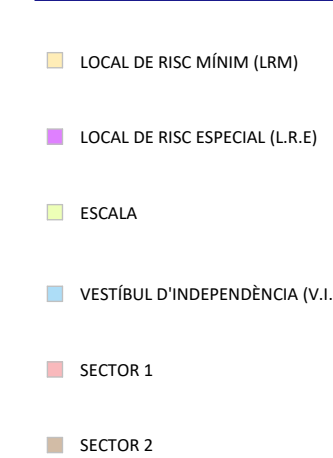 LOCAL DE RISC MÍNIM (LRM)
LOCAL DE RISC ESPECIAL (L.R.E)
ESCALA
VESTÍBUL D'INDEPENDÈNCIA (V.I.
SECTOR 1
SECTOR 2